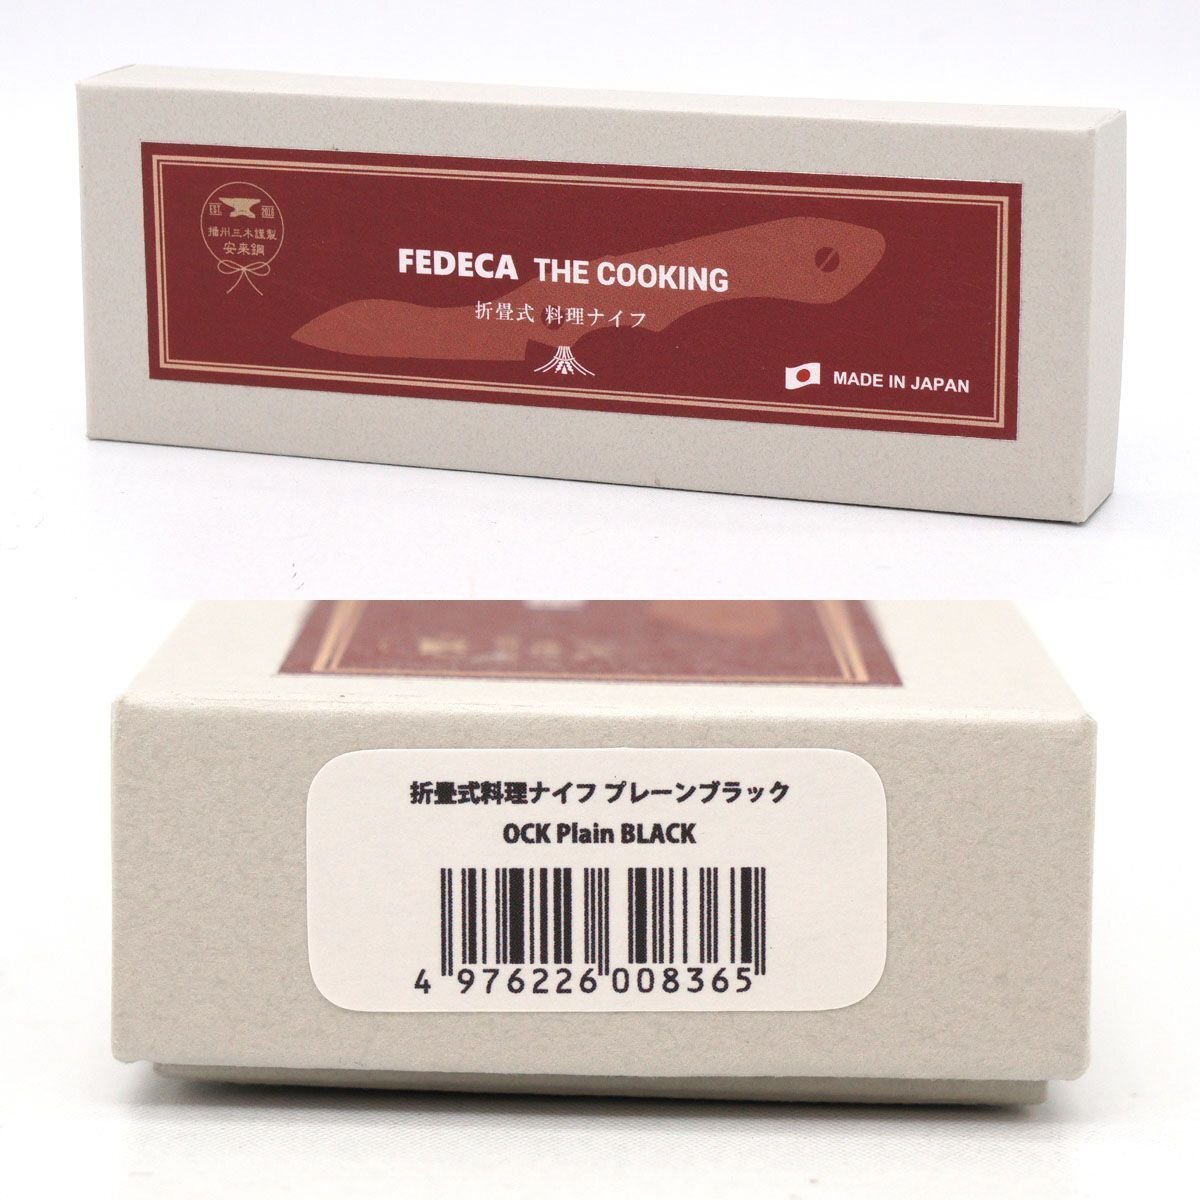 EST. 2018
播州三木謹製
安来鋼
FEDECA THE COOKING
折畳式 料理ナイフ
MADE IN JAPAN
折畳式料理ナイフ プレーンブラック
OCK Plain BLACK
4 976226 008365